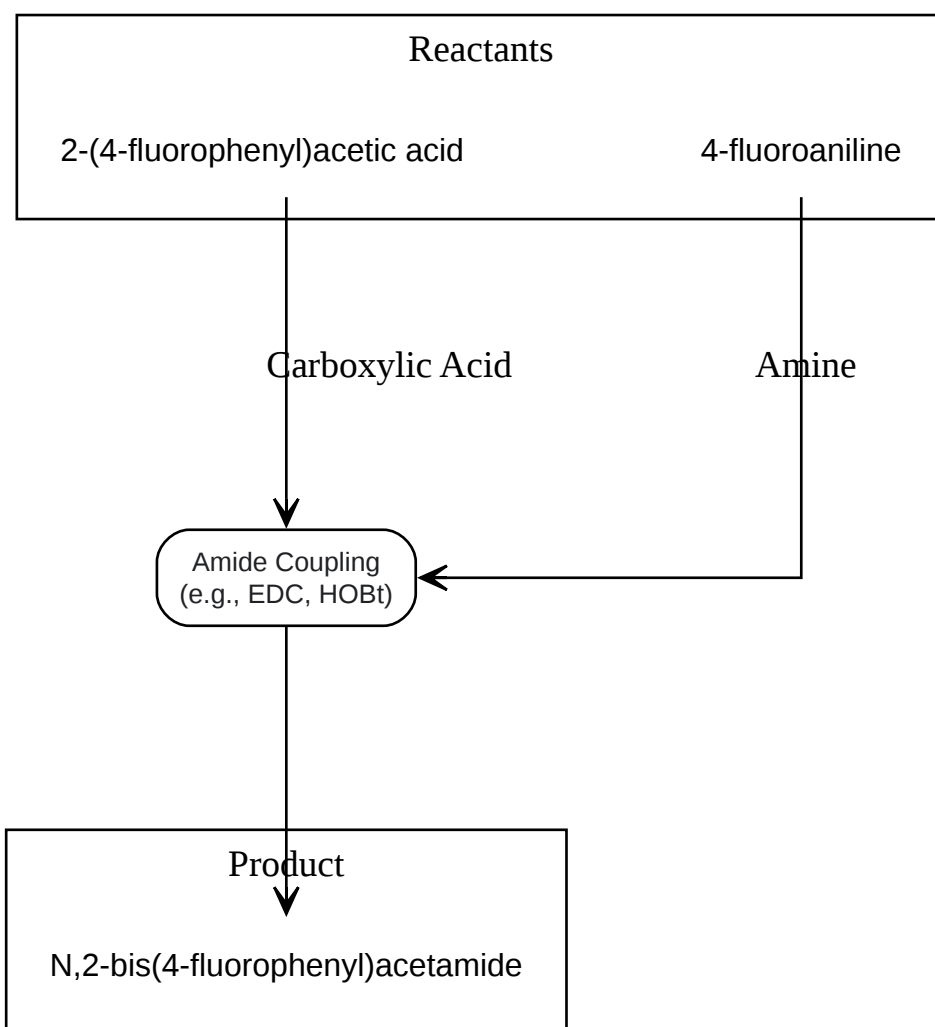 Reactants
2-(4-fluorophenyl)acetic acid
4-fluoroaniline
Carboxylic Acid
Amine
Amide Coupling
(e.g., EDC, HOBt)
Product
N,2-bis(4-fluorophenyl)acetamide